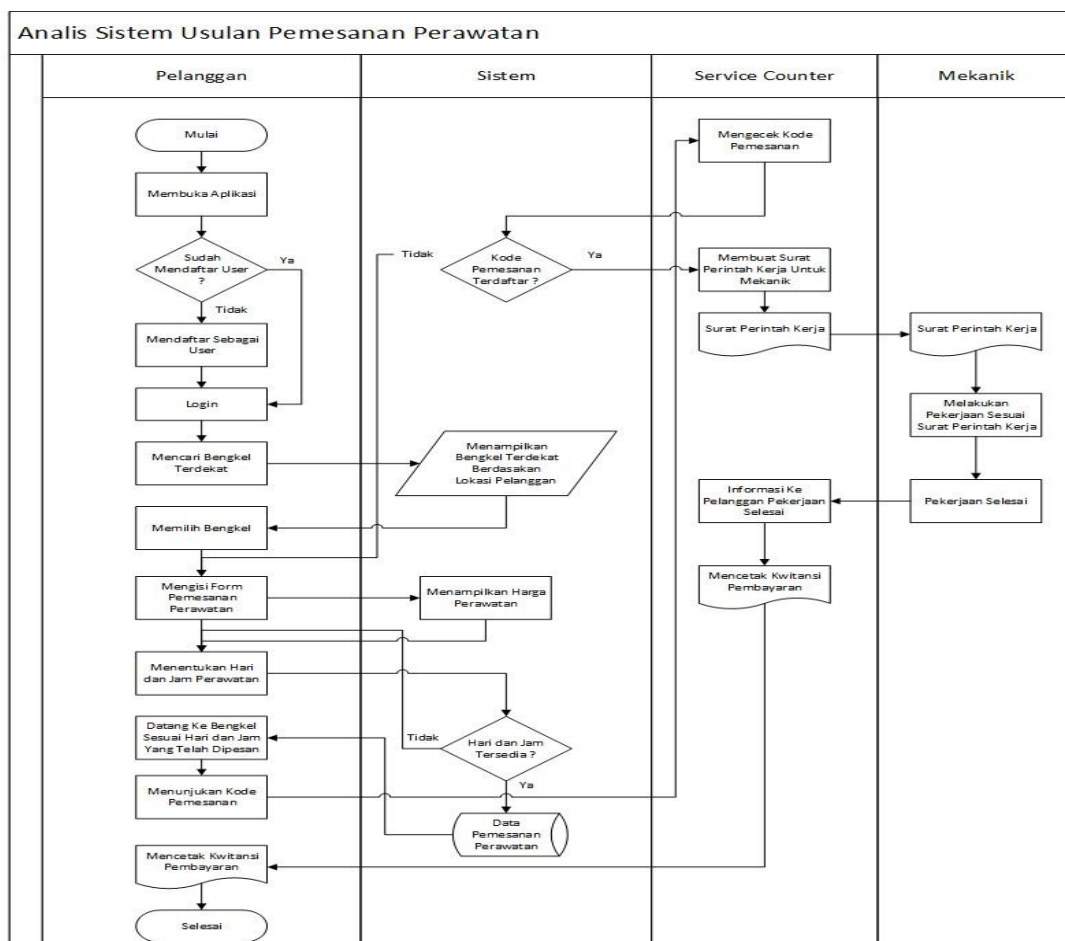 Analis Sistem Usulan Pemesanan Perawatan
Pelanggan
Sistem
Service Counter
Mekanik
Mulai
Membuka Aplikasi
Sudah
Mendaftar User
?
Ya
Tidak
Mendaftar Sebagai
User
Login
Mencari Bengkel
Terdekat
Menampilkan
Bengkel Terdekat
Berdasakan
Lokasi Pelanggan
Memilih Bengkel
Mengisi Form
Pemesanan
Perawatan
Menampilkan Harga
Perawatan
Menentukan Hari
dan Jam Perawatan
Hari dan Jam
Tersedia ?
Tidak
Ya
Data
Pemesanan
Perawatan
Datang Ke Bengkel
Sesuai Hari dan Jam
Yang Telah Dipesan
Menunjukan Kode
Pemesanan
Mengecek Kode
Pemesanan
Kode
Pemesanan
Terdaftar ?
Tidak
Ya
Membuat Surat
Perintah Kerja Untuk
Mekanik
Surat Perintah Kerja
Surat Perintah Kerja
Melakukan
Pekerjaan Sesuai
Surat Perintah Kerja
Pekerjaan Selesai
Informasi Ke
Pelanggan Pekerjaan
Selesai
Mencetak Kwitansi
Pembayaran
Mencetak Kwitansi
Pembayaran
Selesai